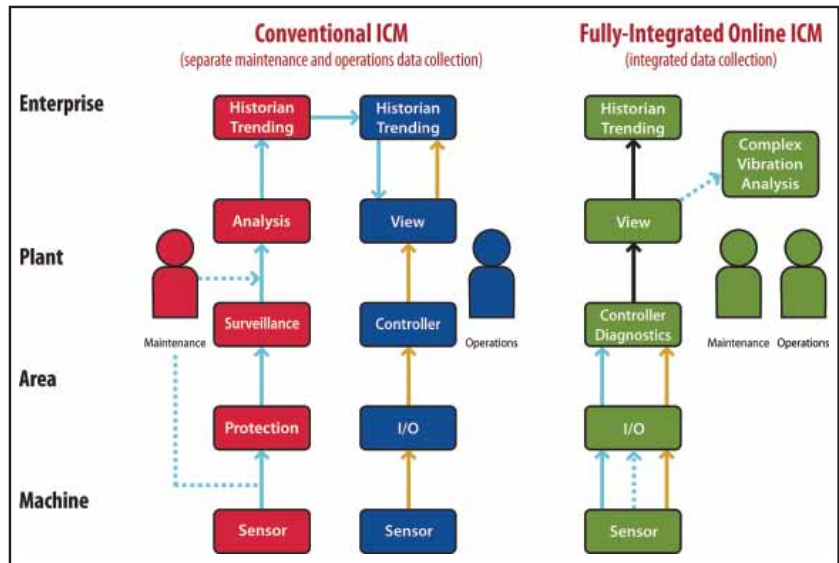 Conventional ICM
(separate maintenance and operations data collection)
Fully-Integrated Online ICM
(integrated data collection)
Enterprise
Historian
Trending
Historian
Trending
Historian
Trending
Complex
Vibration
Analysis
Analysis
View
View
Plant
Surveillance
Controller
Controller
Diagnostics
Maintenance
Operations
Maintenance
Operations
Area
Protection
I/O
I/O
Machine
Sensor
Sensor
Sensor